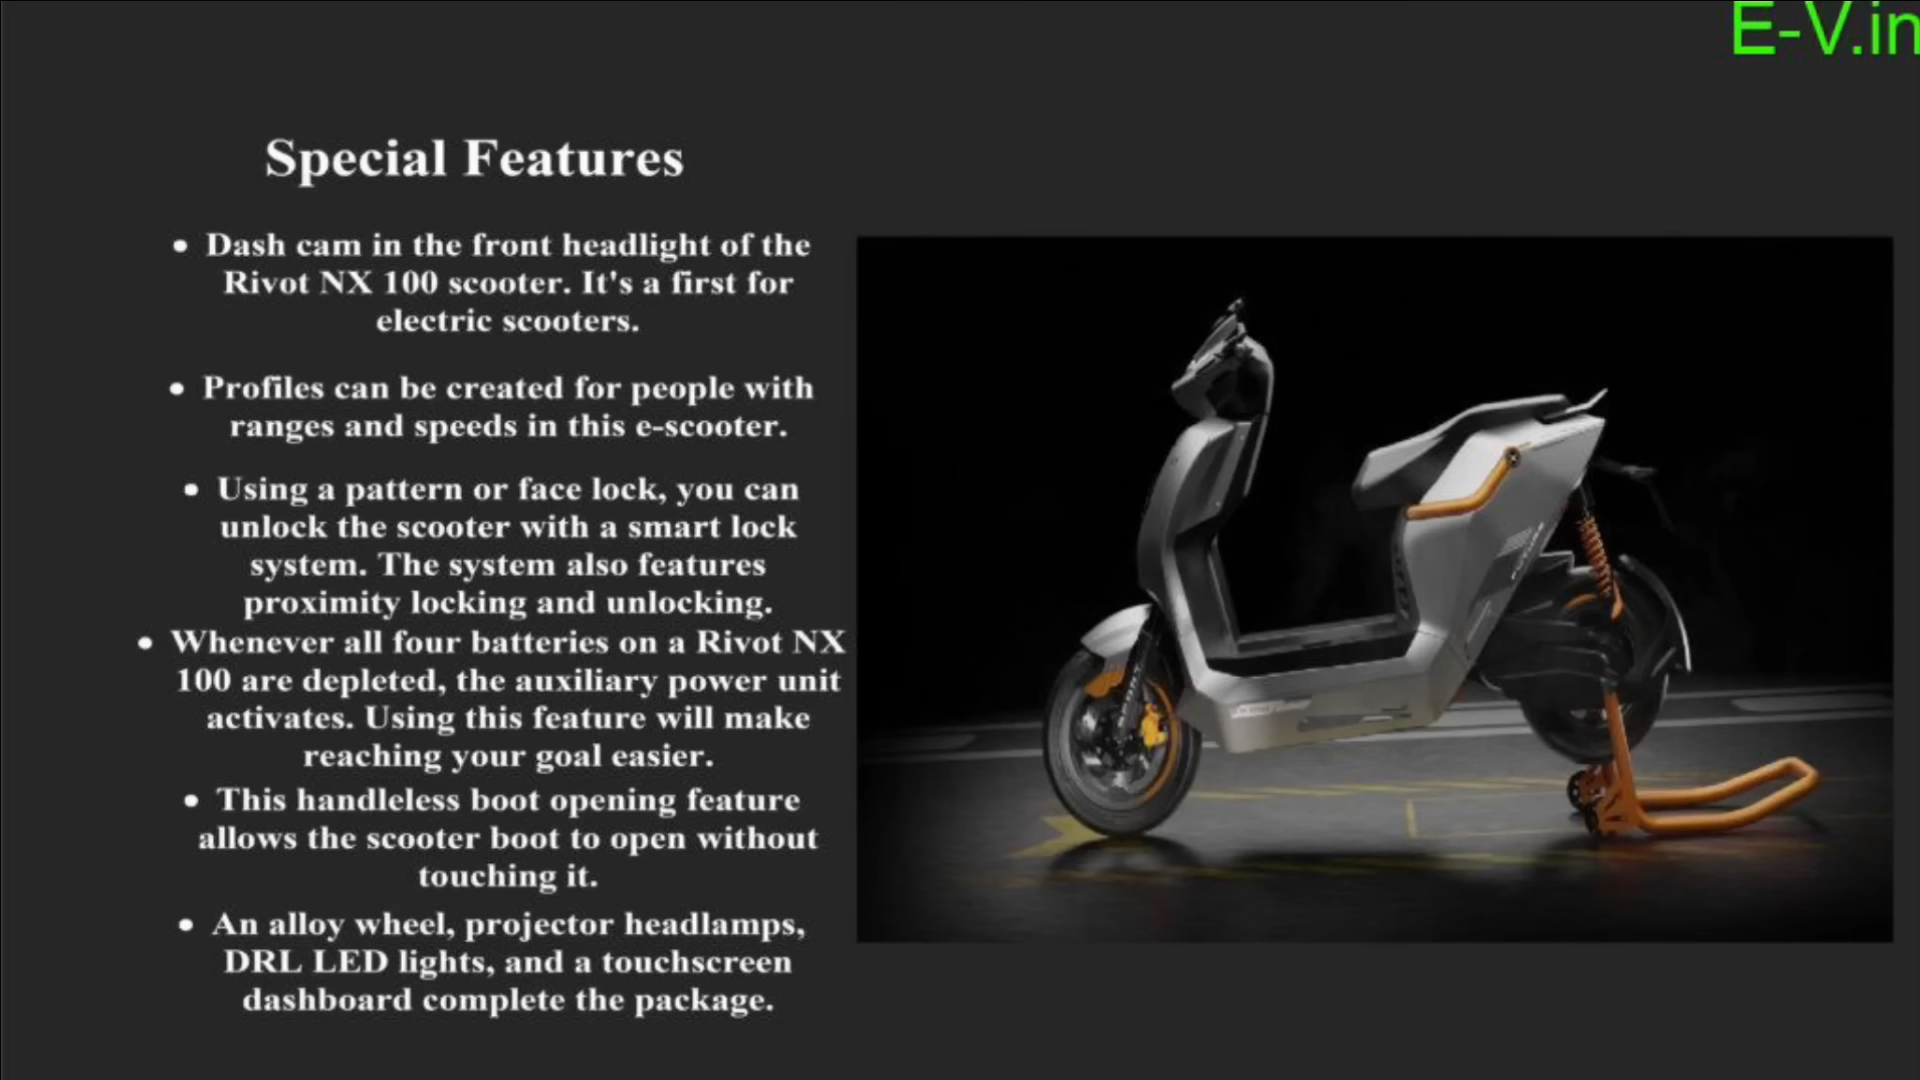 E-V.in
Special Features
• Dash cam in the front headlight of the
Rivot NX 100 scooter. It's a first for
electric scooters.
• Profiles can be created for people with
ranges and speeds in this e-scooter.
• Using a pattern or face lock, you can
unlock the scooter with a smart lock
system. The system also features
proximity locking and unlocking.
• Whenever all four batteries on a Rivot NX
100 are depleted, the auxiliary power unit
activates. Using this feature will make
reaching your goal easier.
• This handleless boot opening feature
allows the scooter boot to open without
touching it.
• An alloy wheel, projector headlamps,
DRL LED lights, and a touchscreen
dashboard complete the package.